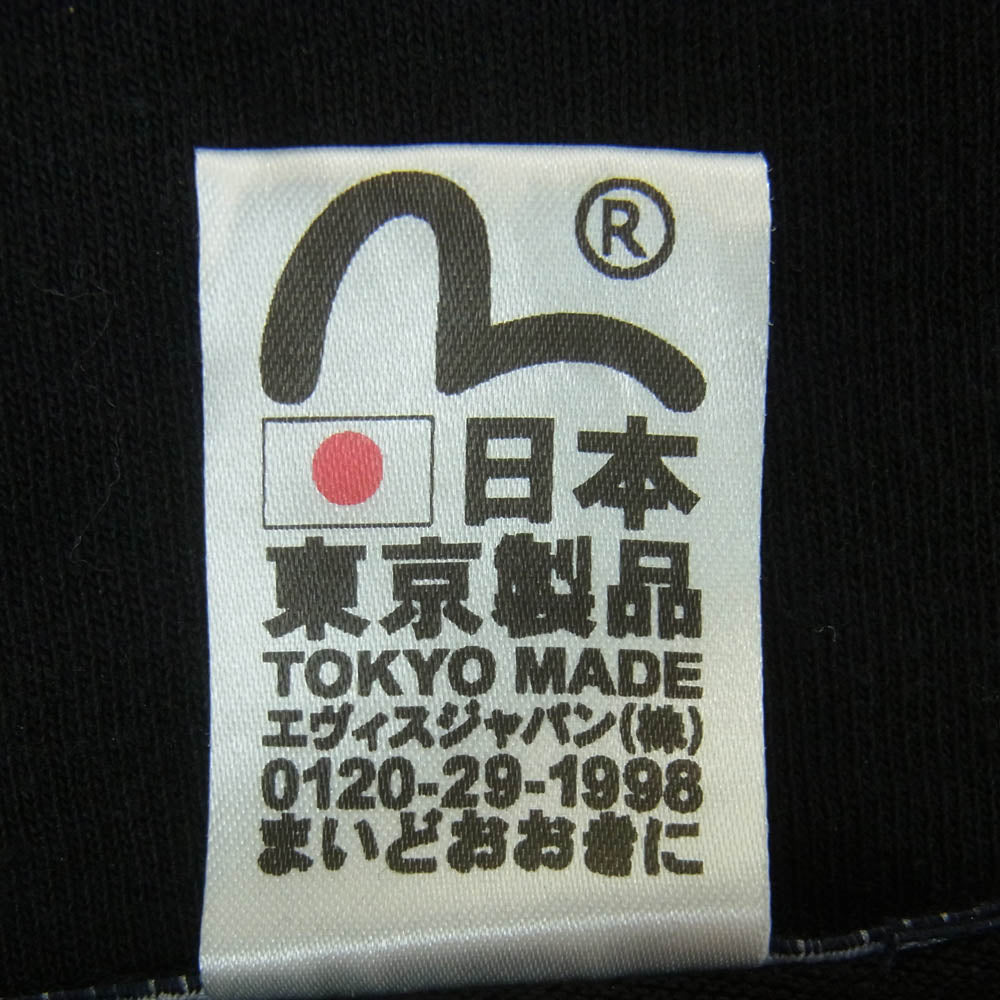 ®
日本
東京製品
TOKYO MADE
エヴィスジャパン(株)
0120-29-1998
まいどおおきに